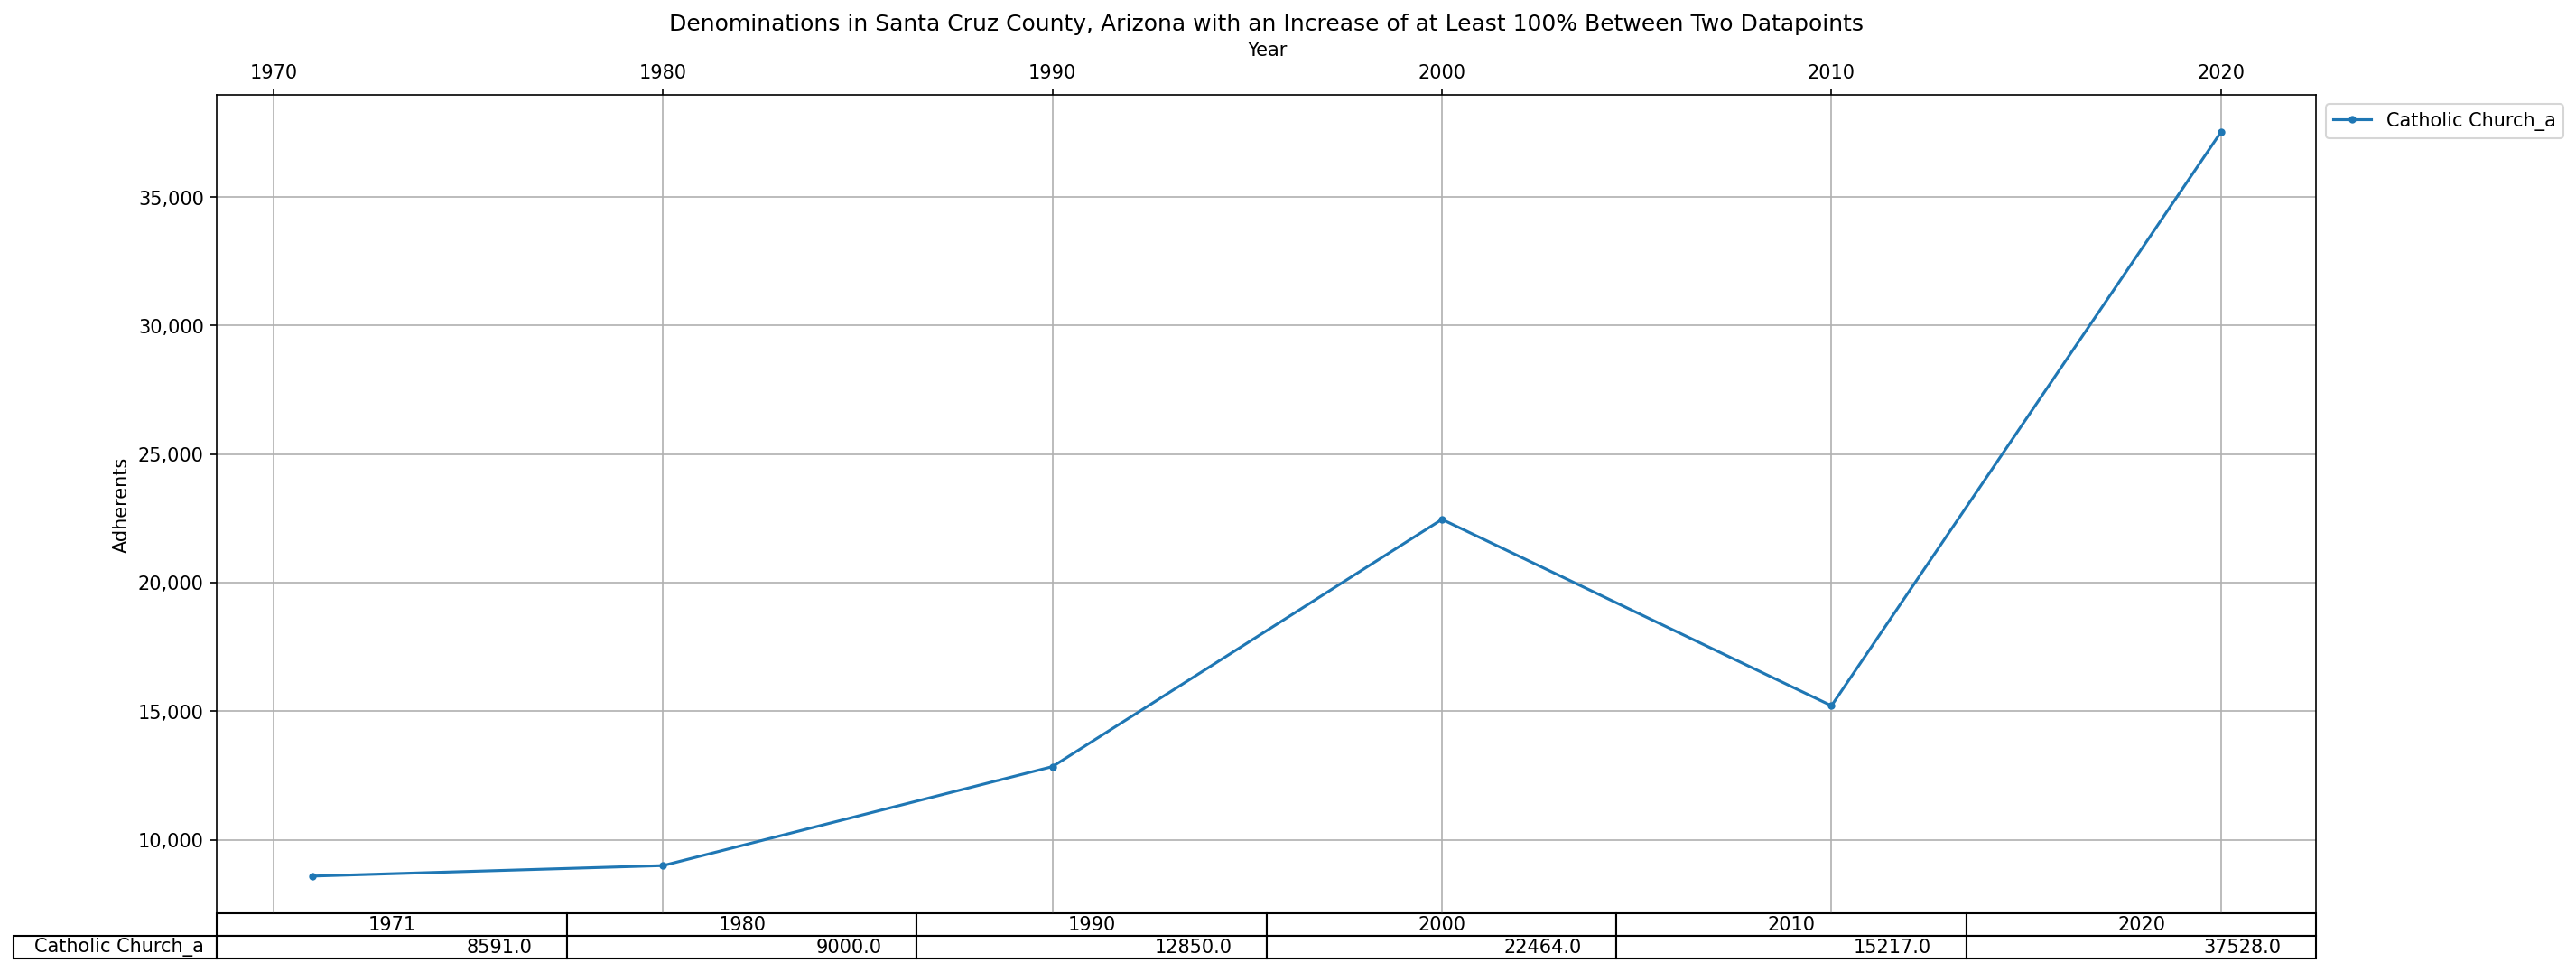 Denominations in Santa Cruz County, Arizona with an Increase of at Least 100% Between Two Datapoints
Year
1970 1980 1990 2000 2010 2020
Catholic Church_a
35,000
30,000
25,000
20,000
15,000
10,000
Adherents
1971 1980 1990 2000 2010 2020
Catholic Church_a 8591.0 9000.0 12850.0 22464.0 15217.0 37528.0